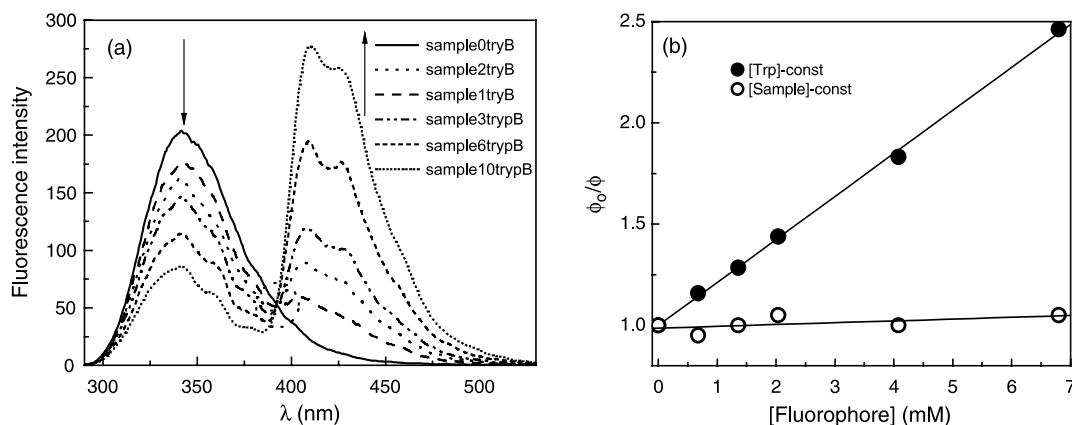 (a)
300
250
200
150
100
50
0
Fluorescence intensity
sample0tryB
sample2tryB
sample1tryB
sample3trypB
sample6trypB
sample10trypB
300
350
400
450
500
λ (nm)
(b)
2.5
2.0
1.5
1.0
ϕo/ϕ
[Trp]-const
[Sample]-const
0
1
2
3
4
5
6
7
[Fluorophore] (mM)